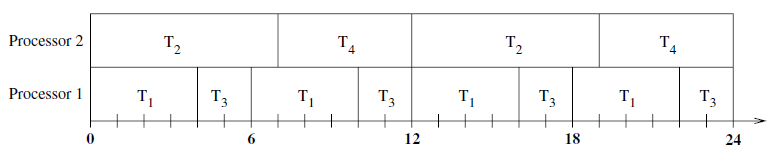 Processor 2 T2 T4 T2 T4
Processor 1 T1 T3 T1 T3 T1 T3 T1 T3
0 6 12 18 24